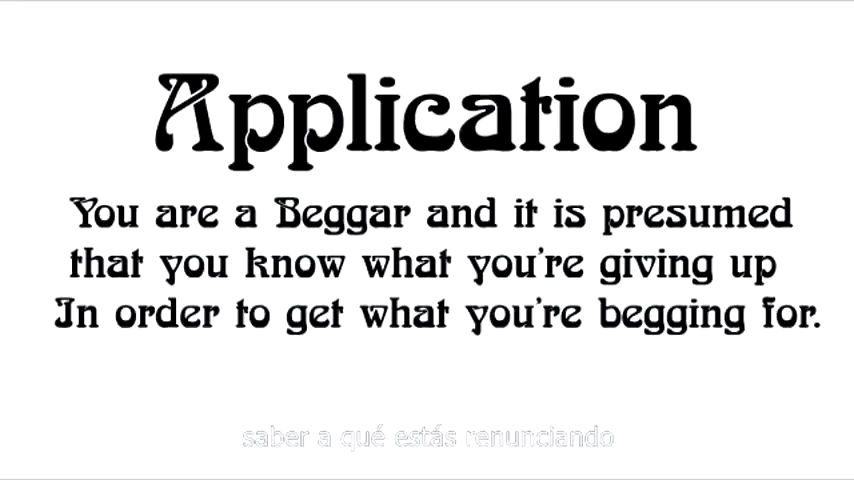 Application
You are a Beggar and it is presumed
that you know what you're giving up
In order to get what you're begging for.
saber a qué estás renunciando